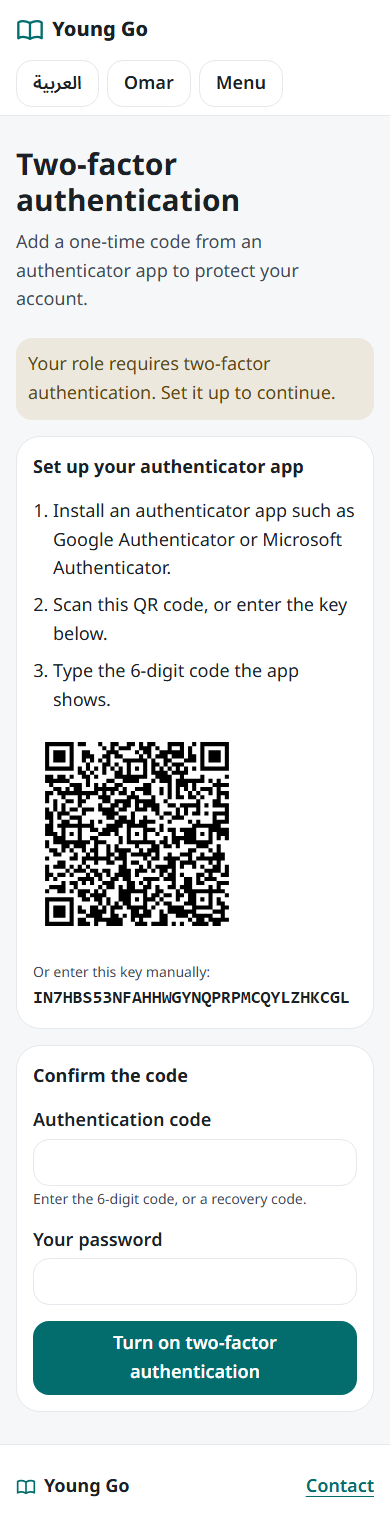 Young Go
العربية
Omar
Menu
Two-factor
authentication
Add a one-time code from an
authenticator app to protect your
account.
Your role requires two-factor
authentication. Set it up to continue.
Set up your authenticator app
1. Install an authenticator app such as
Google Authenticator or Microsoft
Authenticator.
2. Scan this QR code, or enter the key
below.
3. Type the 6-digit code the app
shows.
Or enter this key manually:
IN7HBS53NFAHHWGYNQPRPMCQYLZHKCGL
Confirm the code
Authentication code
Enter the 6-digit code, or a recovery code.
Your password
Turn on two-factor
authentication
Young Go
Contact